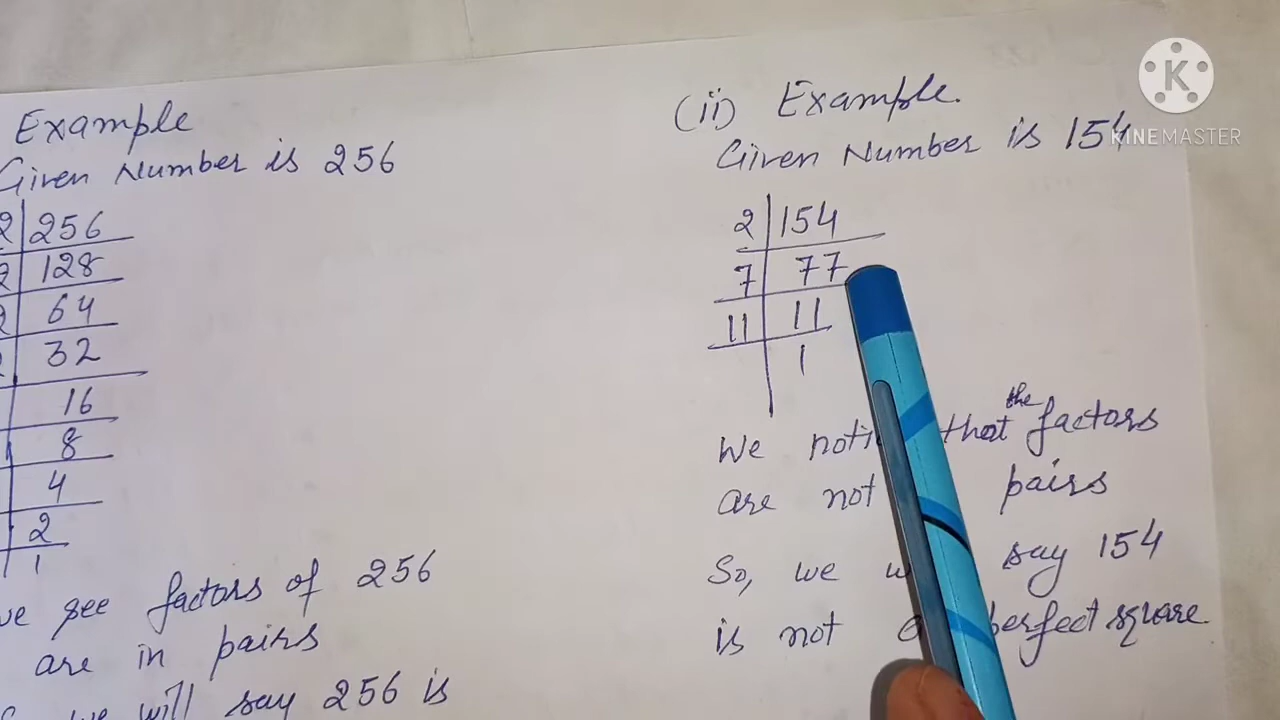 Example
Given Number is 256
2 256
2 128
2 64
2 32
16
8
4
2
1
we see factors of 256
are in pairs
we will say 256 is
(ii) Example.
Given Number is 154
2 154
7 77
11 11
1
We that the factors
are not pairs
So, we say 154
is not perfect square
K
KINEMASTER